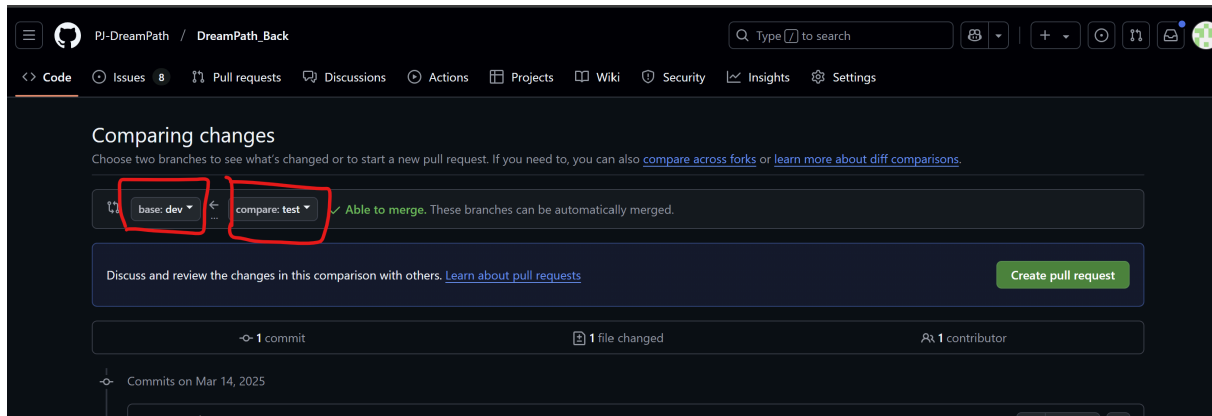 PJ-DreamPath / DreamPath_Back
Type / to search
Code Issues 8 Pull requests Discussions Actions Projects Wiki Security Insights Settings
Comparing changes
Choose two branches to see what's changed or to start a new pull request. If you need to, you can also compare across forks or learn more about diff comparisons.
base: dev ← ... compare: test ✓ Able to merge. These branches can be automatically merged.
Discuss and review the changes in this comparison with others. Learn about pull requests
Create pull request
1 commit 1 file changed 1 contributor
Commits on Mar 14, 2025